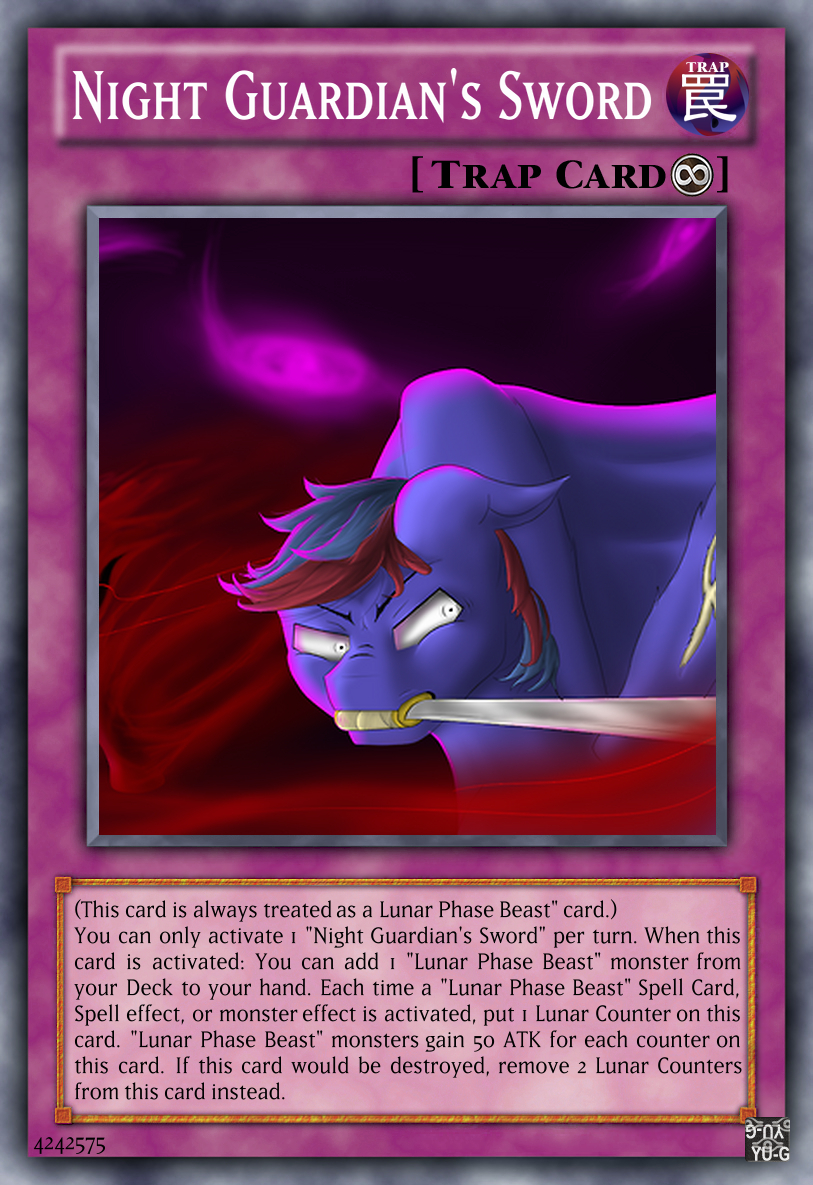 Night Guardian's Sword
TRAP
罠
[Trap Card]
(This card is always treated as a Lunar Phase Beast" card.)
You can only activate 1 "Night Guardian's Sword" per turn. When this
card is activated: You can add 1 "Lunar Phase Beast" monster from
your Deck to your hand. Each time a "Lunar Phase Beast" Spell Card,
Spell effect, or monster effect is activated, put 1 Lunar Counter on this
card. "Lunar Phase Beast" monsters gain 50 ATK for each counter on
this card. If this card would be destroyed, remove 2 Lunar Counters
from this card instead.
4242575
YU-G
YU-G